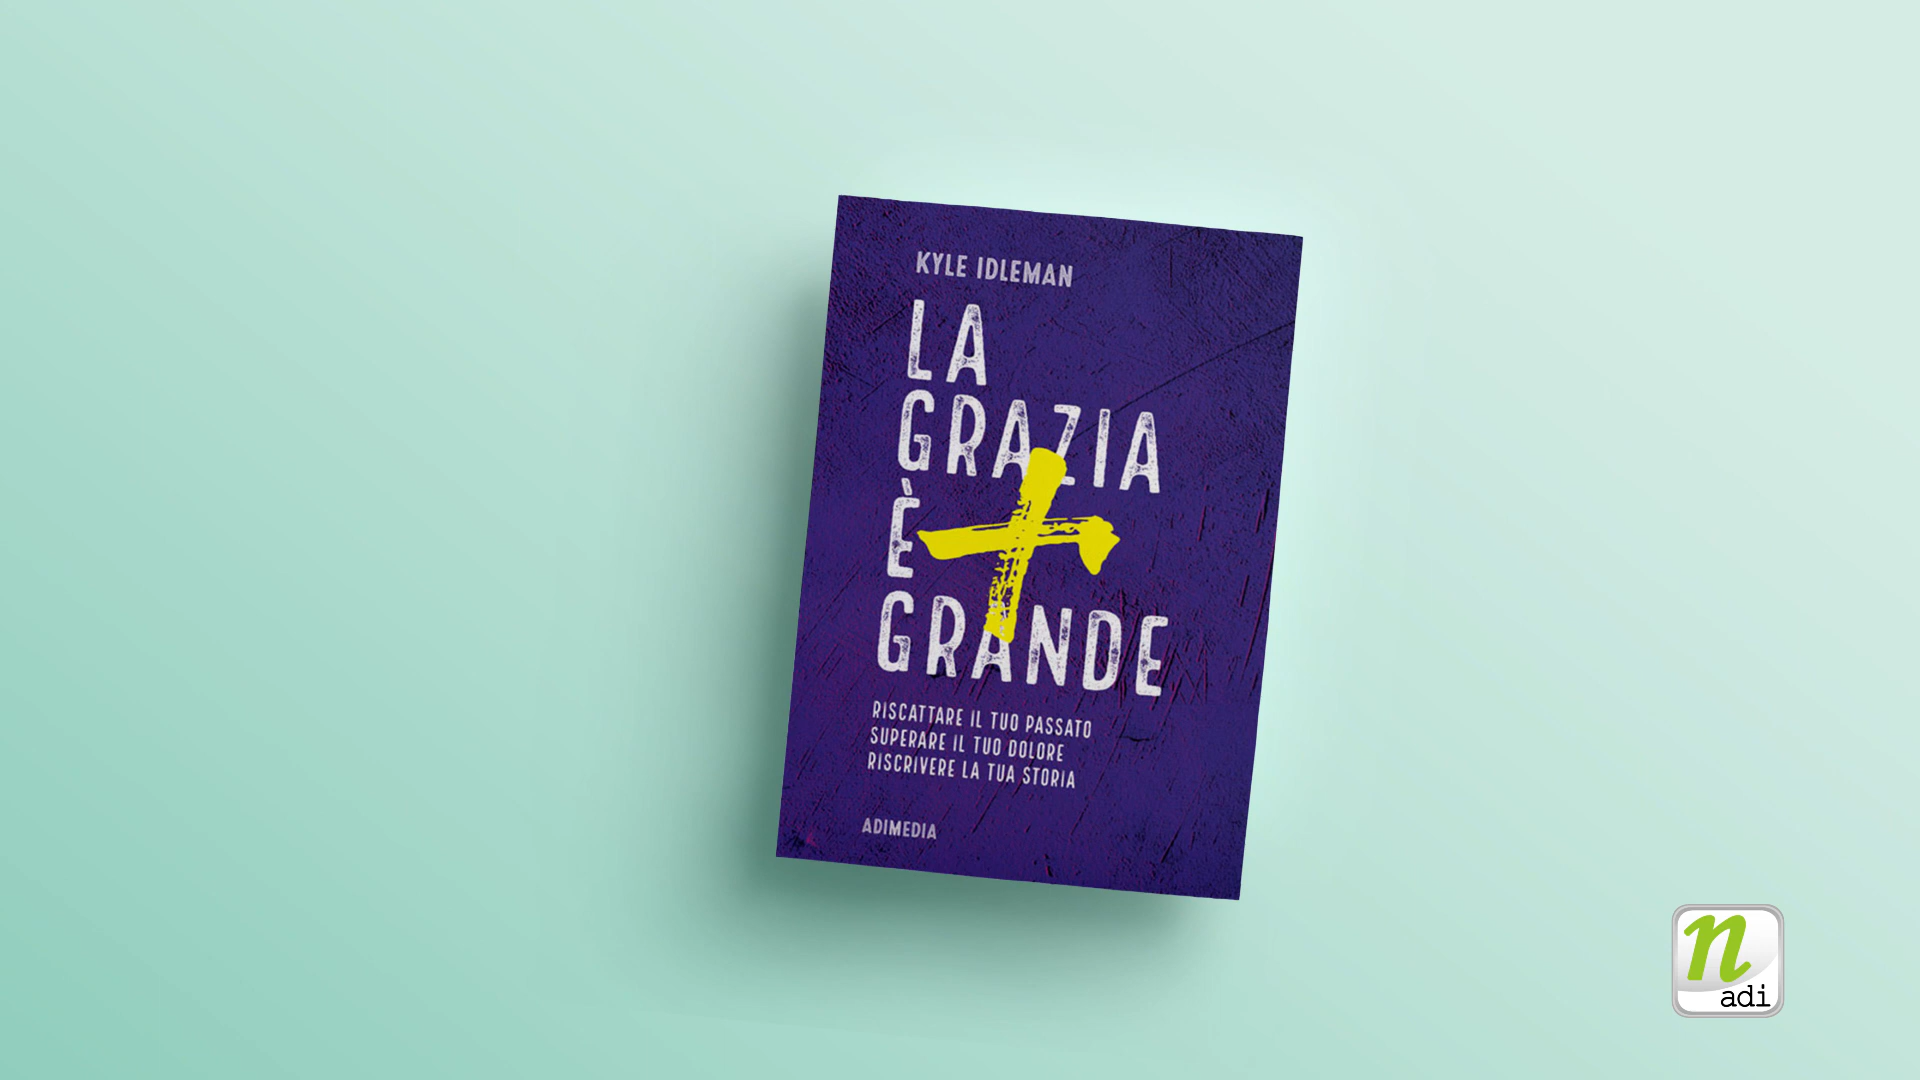 KYLE IDLEMAN
LA
GRAZIA
È
GRANDE
RISCATTARE IL TUO PASSATO
SUPERARE IL TUO DOLORE
RISCRIVERE LA TUA STORIA
ADIMEDIA
n
adi